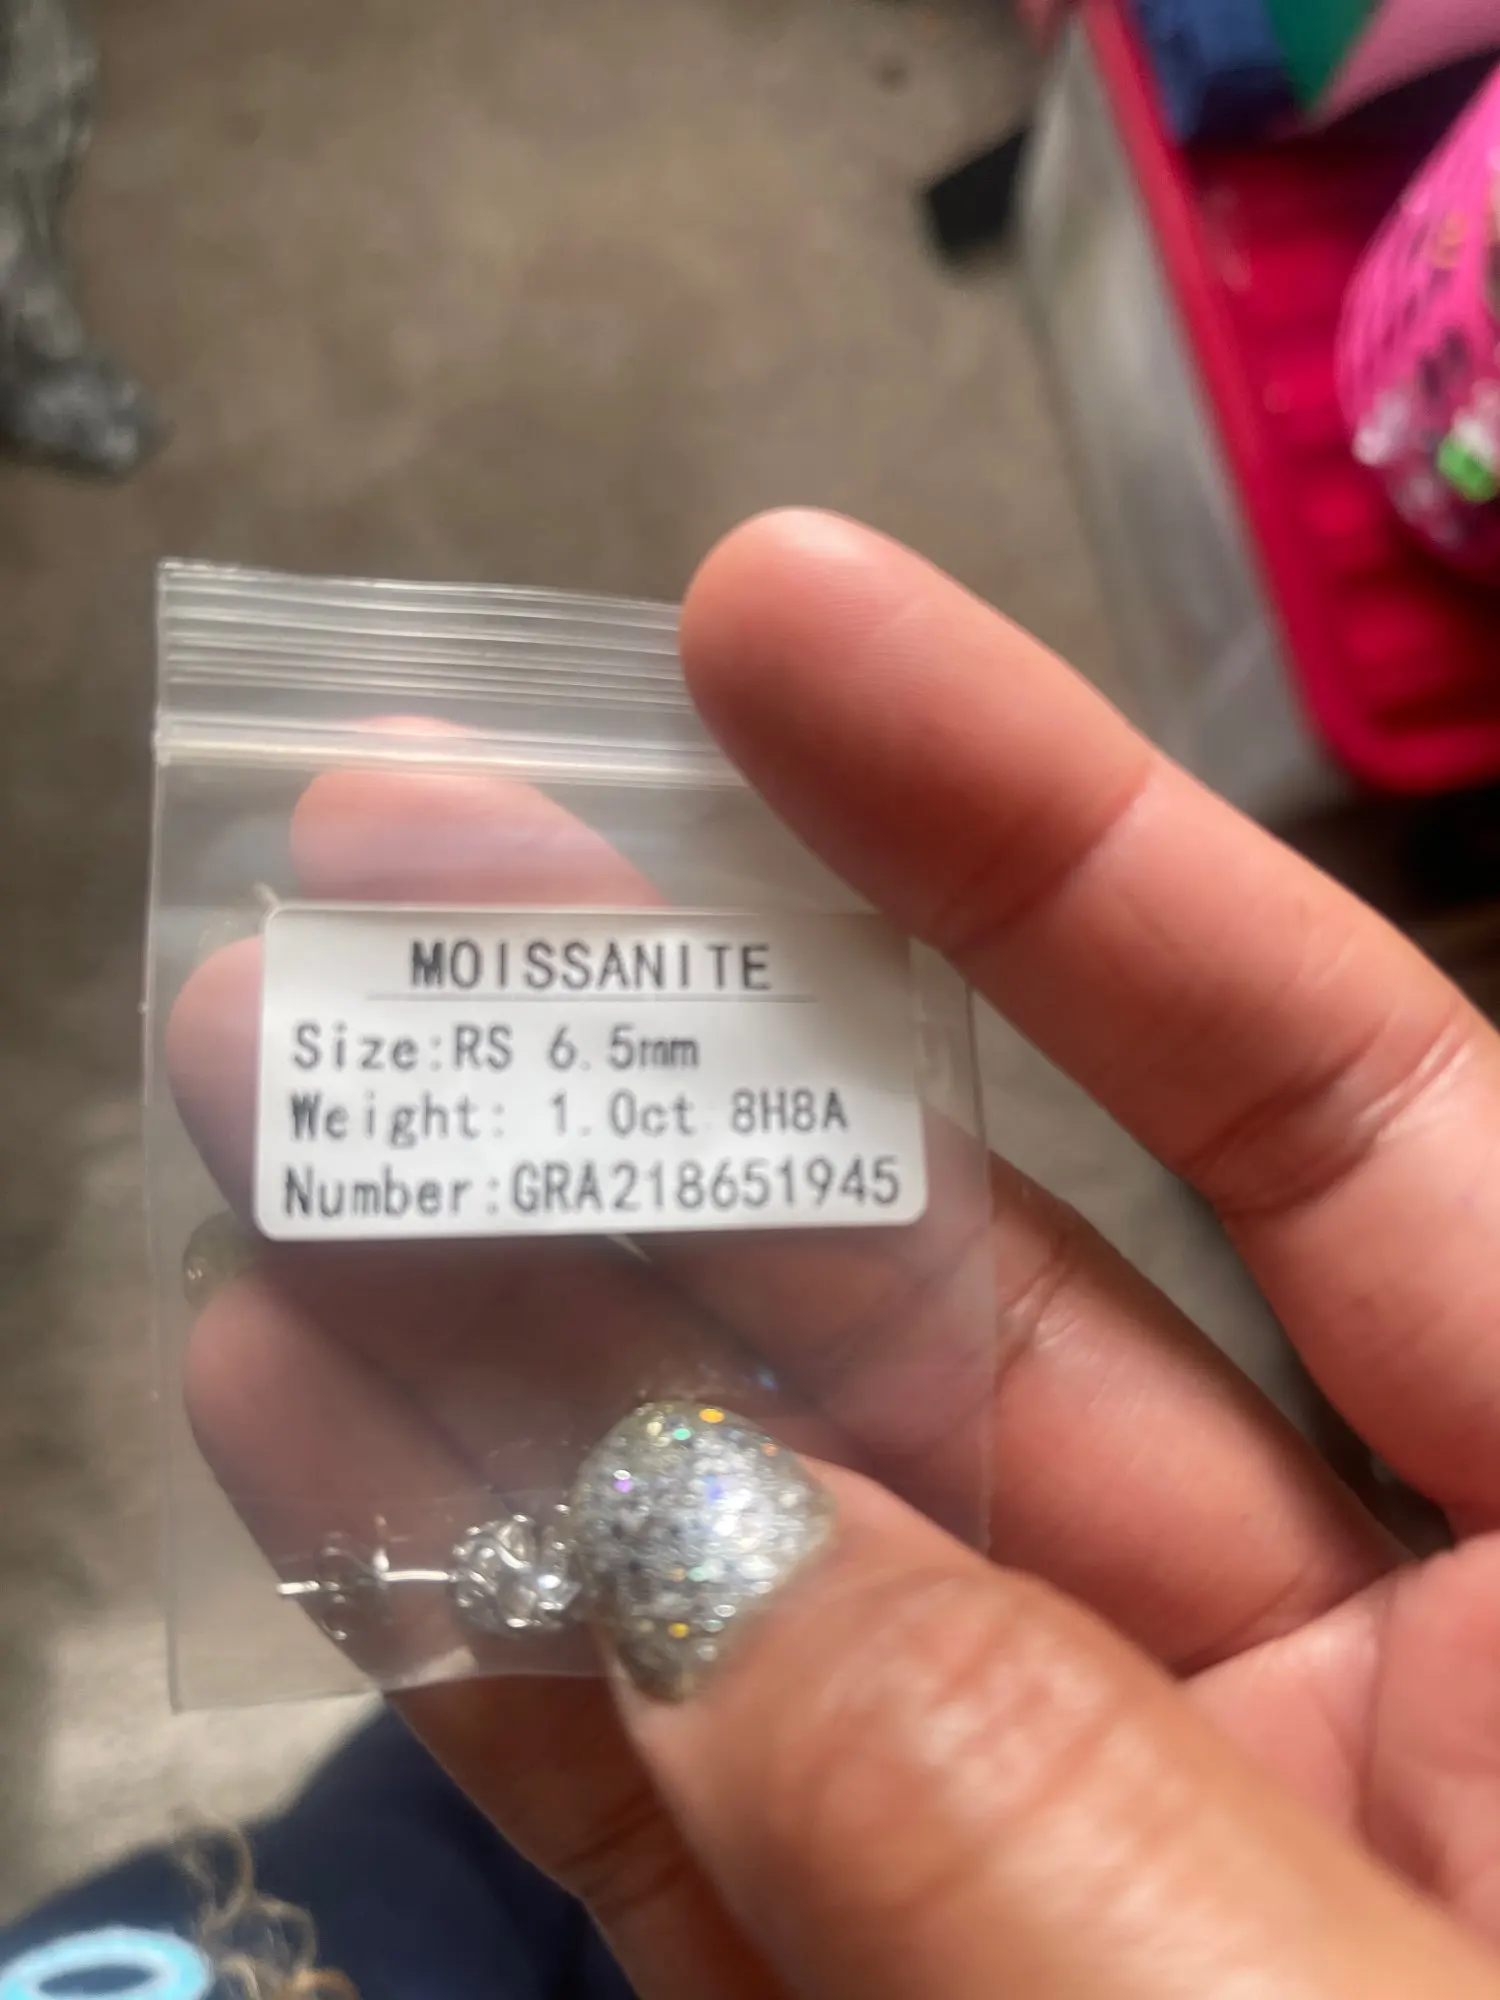 MOISSANITE
Size:RS 6.5mm
Weight: 1.0ct 8H8A
Number:GRA218651945